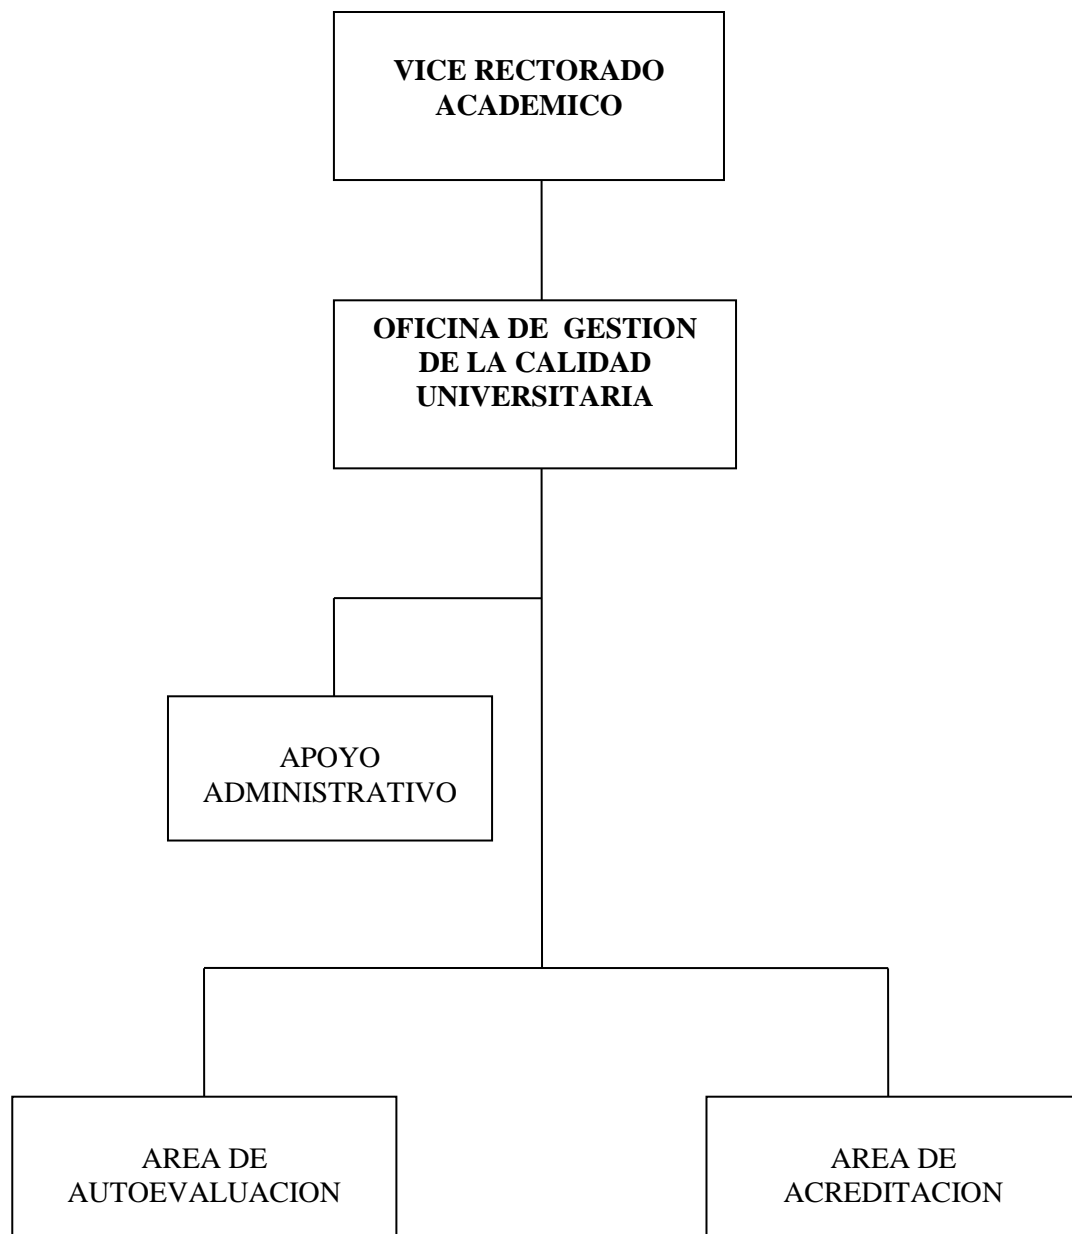 VICE RECTORADO
ACADEMICO
OFICINA DE  GESTION
DE LA CALIDAD
UNIVERSITARIA
APOYO
ADMINISTRATIVO
AREA DE
AUTOEVALUACION
AREA DE
ACREDITACION